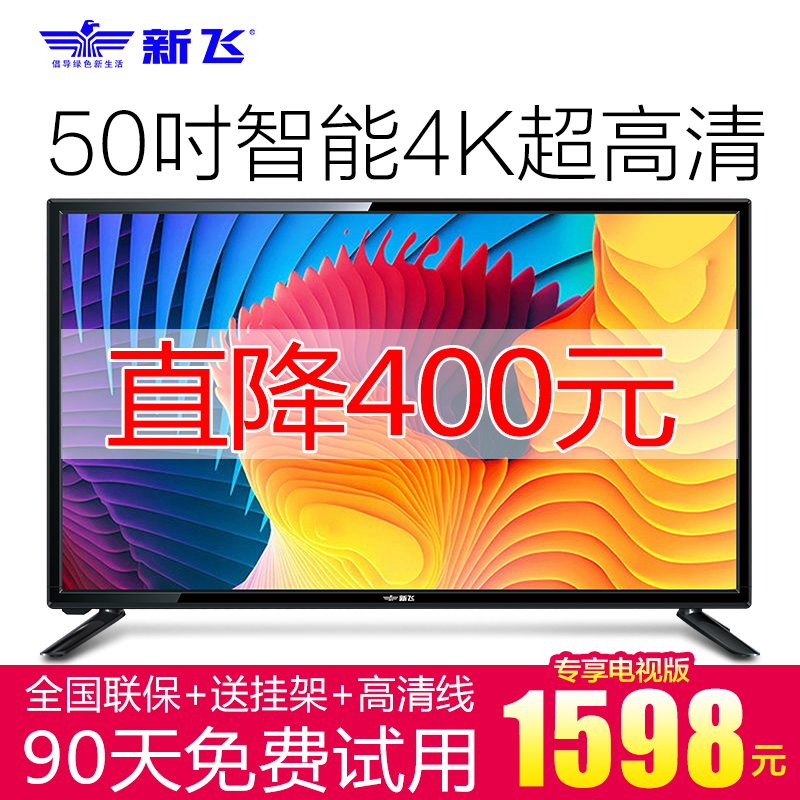 新飞
倡导绿色新生活
50吋智能4K超高清
直降400元
新飞
全国联保+送挂架+高清线
90天免费试用
专享电视版
1598元